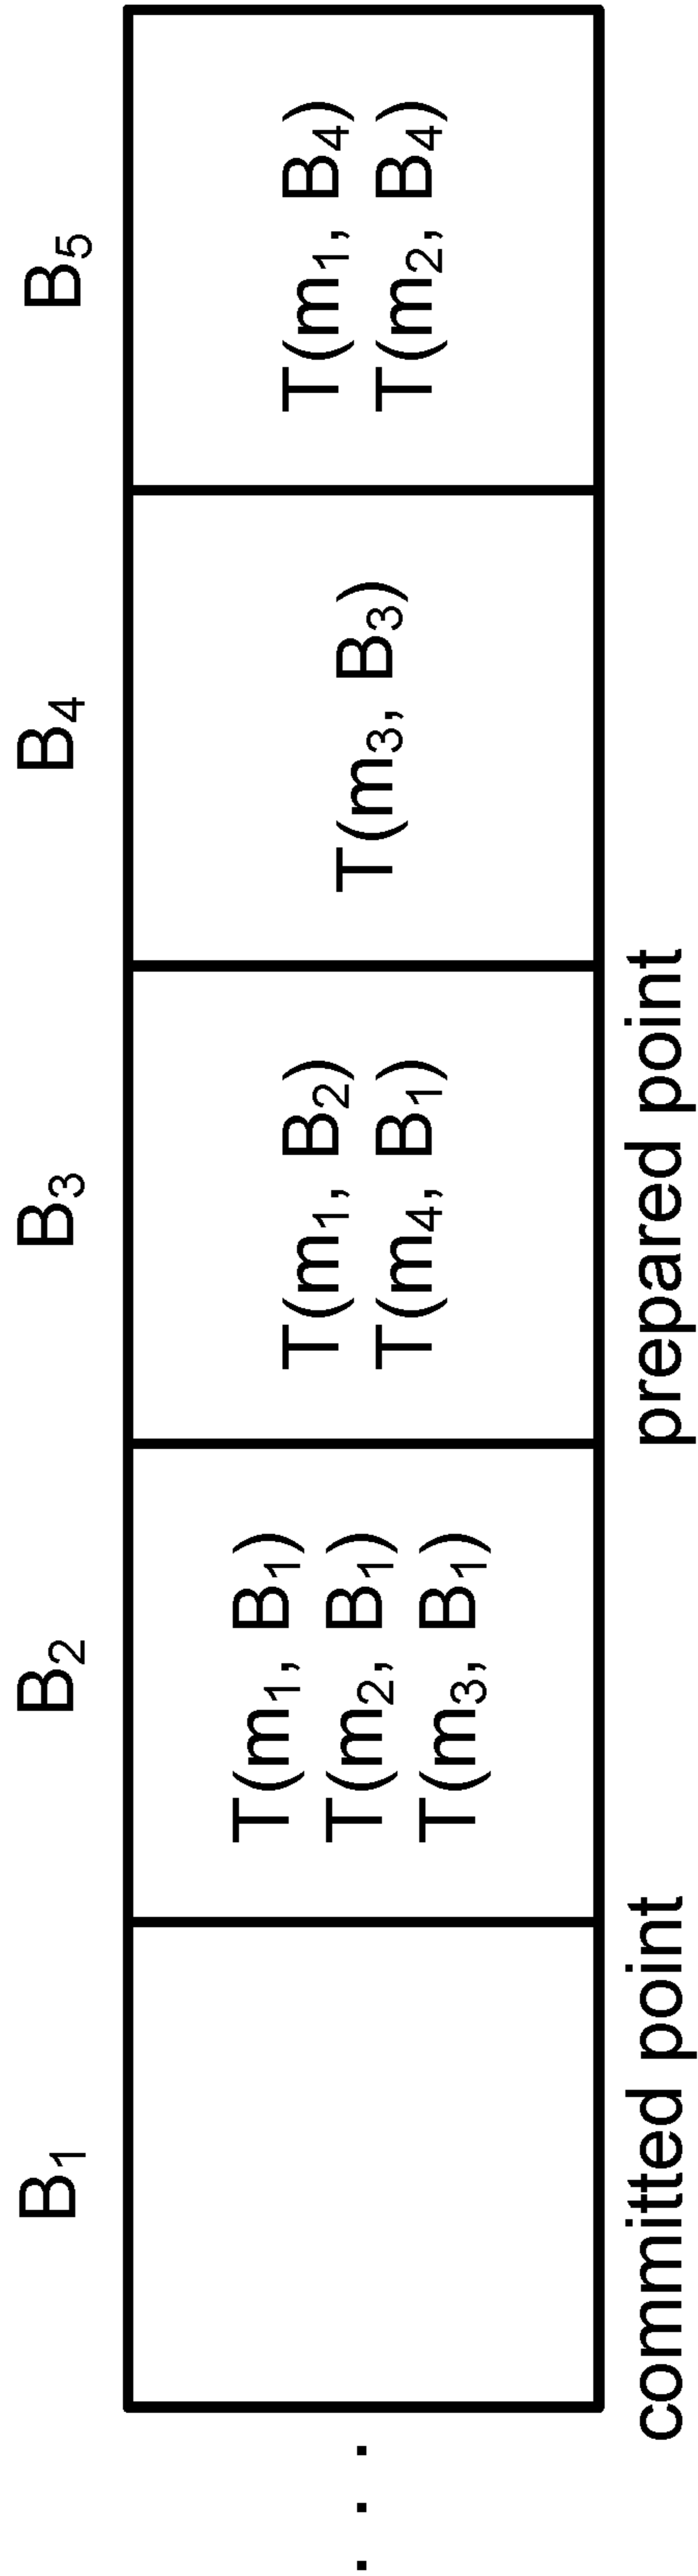 B₁ B₂ B₃ B₄ B₅
. . .
T(m₁, B₁)
T(m₂, B₁)
T(m₃, B₁)
T(m₁, B₂)
T(m₄, B₁)
T(m₃, B₃)
T(m₁, B₄)
T(m₂, B₄)
committed point prepared point